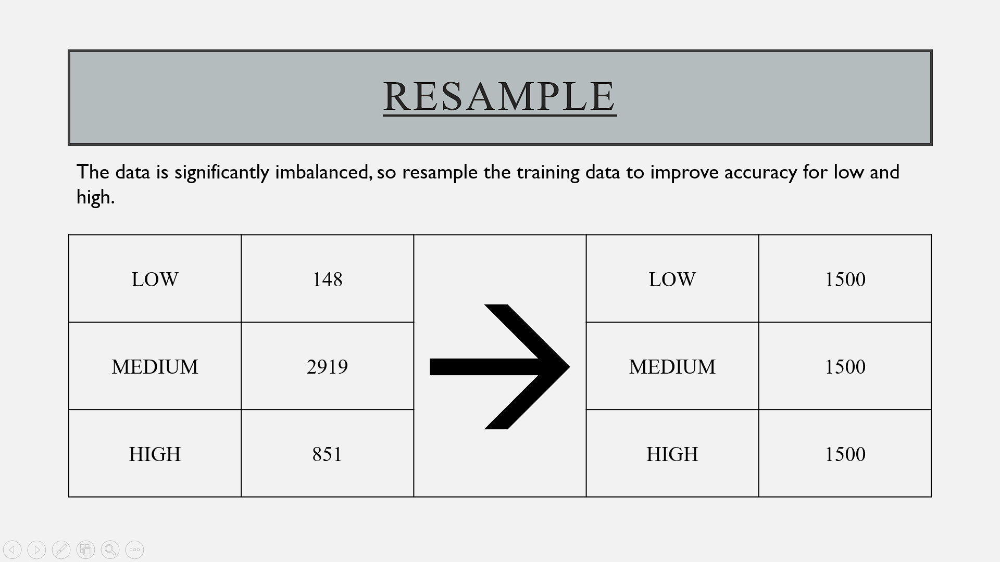 RESAMPLE
The data is significantly imbalanced, so resample the training data to improve accuracy for low and
high.
LOW 148 LOW 1500
MEDIUM 2919 MEDIUM 1500
HIGH 851 HIGH 1500